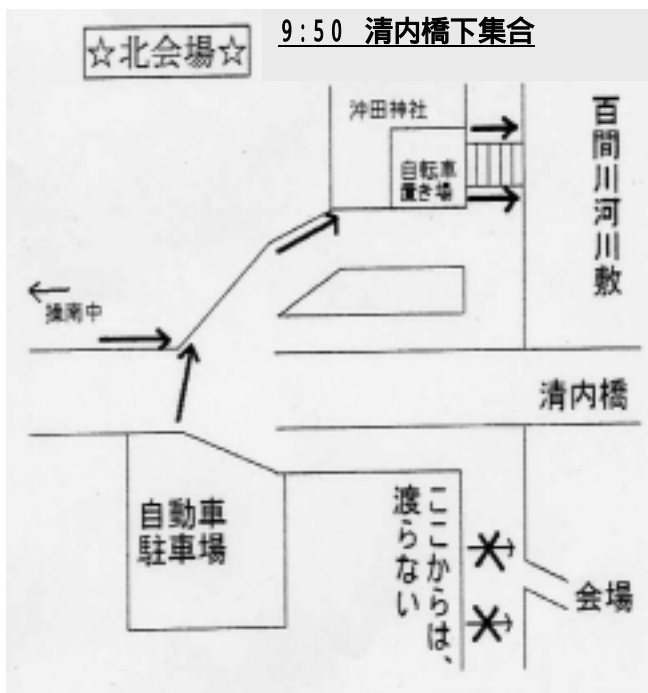 ☆北会場☆
9:50 清内橋下集合
沖田神社
自転車
置き場
百間川河川敷
操南中
清内橋
自動車
駐車場
ここからは、
渡らない
会場